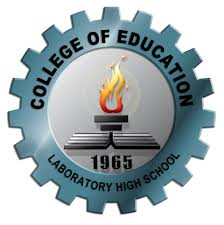 COLLEGE OF EDUCATION
1965
LABORATORY HIGH SCHOOL